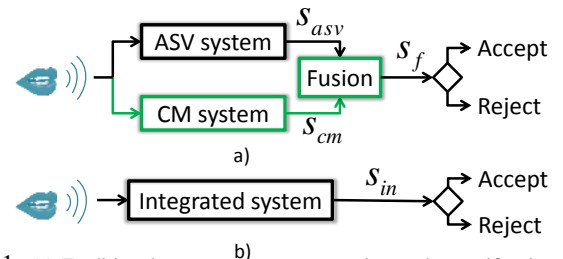 ASV system
S_asv
Fusion
S_f
Accept
Reject
CM system
S_cm
a)
Integrated system
S_in
Accept
Reject
b)